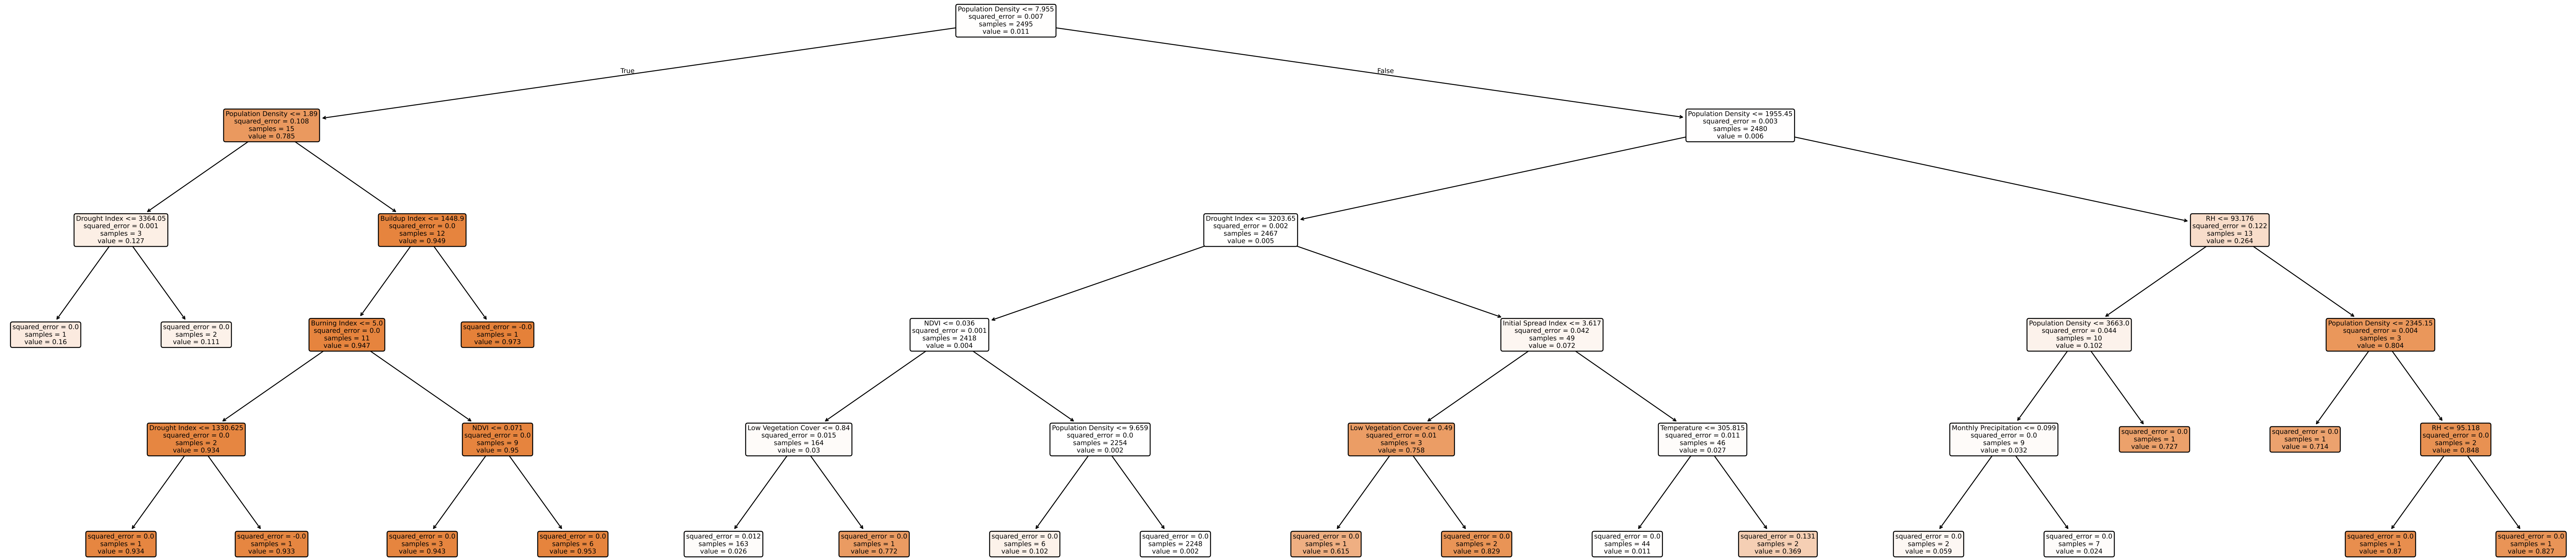 Population Density <= 7.955
squared_error = 0.007
samples = 2495
value = 0.011
True
False
Population Density <= 1.89
squared_error = 0.108
samples = 15
value = 0.785
Population Density <= 1955.45
squared_error = 0.003
samples = 2480
value = 0.006
Drought Index <= 3364.05
squared_error = 0.001
samples = 3
value = 0.127
Buildup Index <= 1448.9
squared_error = 0.0
samples = 12
value = 0.949
Drought Index <= 3203.65
squared_error = 0.002
samples = 2467
value = 0.005
RH <= 93.176
squared_error = 0.122
samples = 13
value = 0.264
squared_error = 0.0
samples = 1
value = 0.16
squared_error = 0.0
samples = 2
value = 0.111
Burning Index <= 5.0
squared_error = 0.0
samples = 11
value = 0.947
squared_error = -0.0
samples = 1
value = 0.973
NDVI <= 0.036
squared_error = 0.001
samples = 2418
value = 0.004
Initial Spread Index <= 3.617
squared_error = 0.042
samples = 49
value = 0.072
Population Density <= 3663.0
squared_error = 0.044
samples = 10
value = 0.102
Population Density <= 2345.15
squared_error = 0.004
samples = 3
value = 0.804
Drought Index <= 1330.625
squared_error = 0.0
samples = 2
value = 0.934
NDVI <= 0.071
squared_error = 0.0
samples = 9
value = 0.95
Low Vegetation Cover <= 0.84
squared_error = 0.015
samples = 164
value = 0.03
Population Density <= 9.659
squared_error = 0.0
samples = 2254
value = 0.002
Low Vegetation Cover <= 0.49
squared_error = 0.01
samples = 3
value = 0.758
Temperature <= 305.815
squared_error = 0.011
samples = 46
value = 0.027
Monthly Precipitation <= 0.099
squared_error = 0.0
samples = 9
value = 0.032
squared_error = 0.0
samples = 1
value = 0.727
squared_error = 0.0
samples = 1
value = 0.714
RH <= 95.118
squared_error = 0.0
samples = 2
value = 0.848
squared_error = 0.0
samples = 1
value = 0.934
squared_error = -0.0
samples = 1
value = 0.933
squared_error = 0.0
samples = 3
value = 0.943
squared_error = 0.0
samples = 6
value = 0.953
squared_error = 0.012
samples = 163
value = 0.026
squared_error = 0.0
samples = 1
value = 0.772
squared_error = 0.0
samples = 6
value = 0.102
squared_error = 0.0
samples = 2248
value = 0.002
squared_error = 0.0
samples = 1
value = 0.615
squared_error = 0.0
samples = 2
value = 0.829
squared_error = 0.0
samples = 44
value = 0.011
squared_error = 0.131
samples = 2
value = 0.369
squared_error = 0.0
samples = 2
value = 0.059
squared_error = 0.0
samples = 7
value = 0.024
squared_error = 0.0
samples = 1
value = 0.87
squared_error = 0.0
samples = 1
value = 0.827